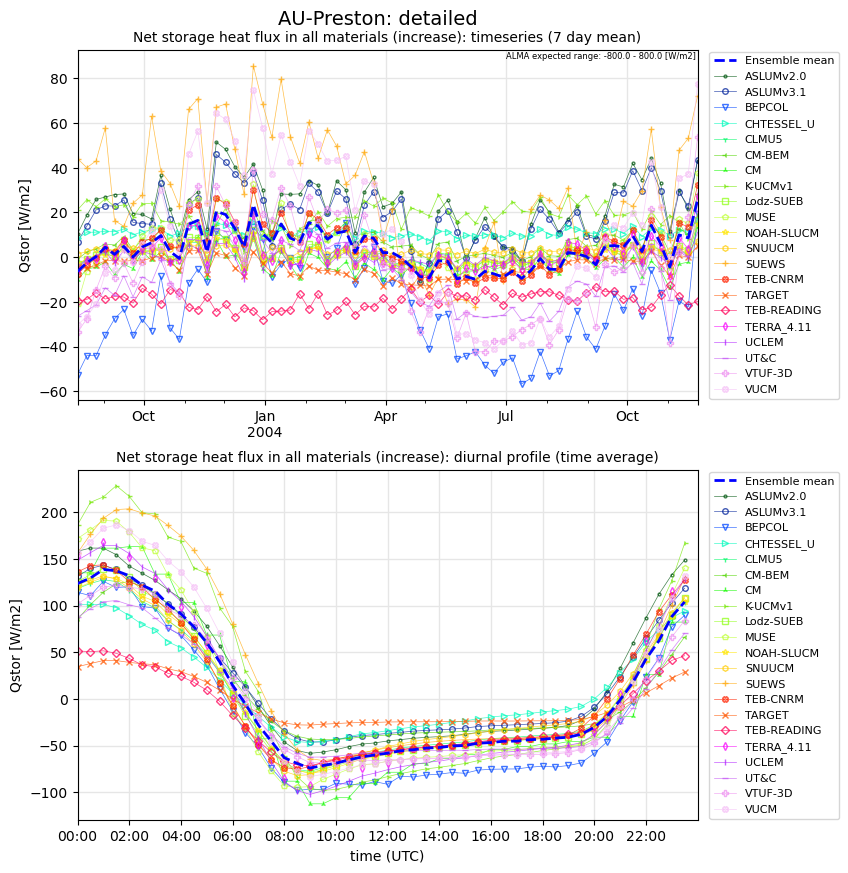 AU-Preston: detailed
Net storage heat flux in all materials (increase): timeseries (7 day mean)
ALMA expected range: -800.0 - 800.0 [W/m2]
Qstor [W/m2]
80
60
40
20
0
−20
−40
−60
Oct
Jan
2004
Apr
Jul
Oct
Ensemble mean
ASLUMv2.0
ASLUMv3.1
BEPCOL
CHTESSEL_U
CLMU5
CM-BEM
CM
K-UCMv1
Lodz-SUEB
MUSE
NOAH-SLUCM
SNUUCM
SUEWS
TEB-CNRM
TARGET
TEB-READING
TERRA_4.11
UCLEM
UT&C
VTUF-3D
VUCM
Net storage heat flux in all materials (increase): diurnal profile (time average)
Qstor [W/m2]
200
150
100
50
0
−50
−100
00:00
02:00
04:00
06:00
08:00
10:00
12:00
14:00
16:00
18:00
20:00
22:00
time (UTC)
Ensemble mean
ASLUMv2.0
ASLUMv3.1
BEPCOL
CHTESSEL_U
CLMU5
CM-BEM
CM
K-UCMv1
Lodz-SUEB
MUSE
NOAH-SLUCM
SNUUCM
SUEWS
TEB-CNRM
TARGET
TEB-READING
TERRA_4.11
UCLEM
UT&C
VTUF-3D
VUCM